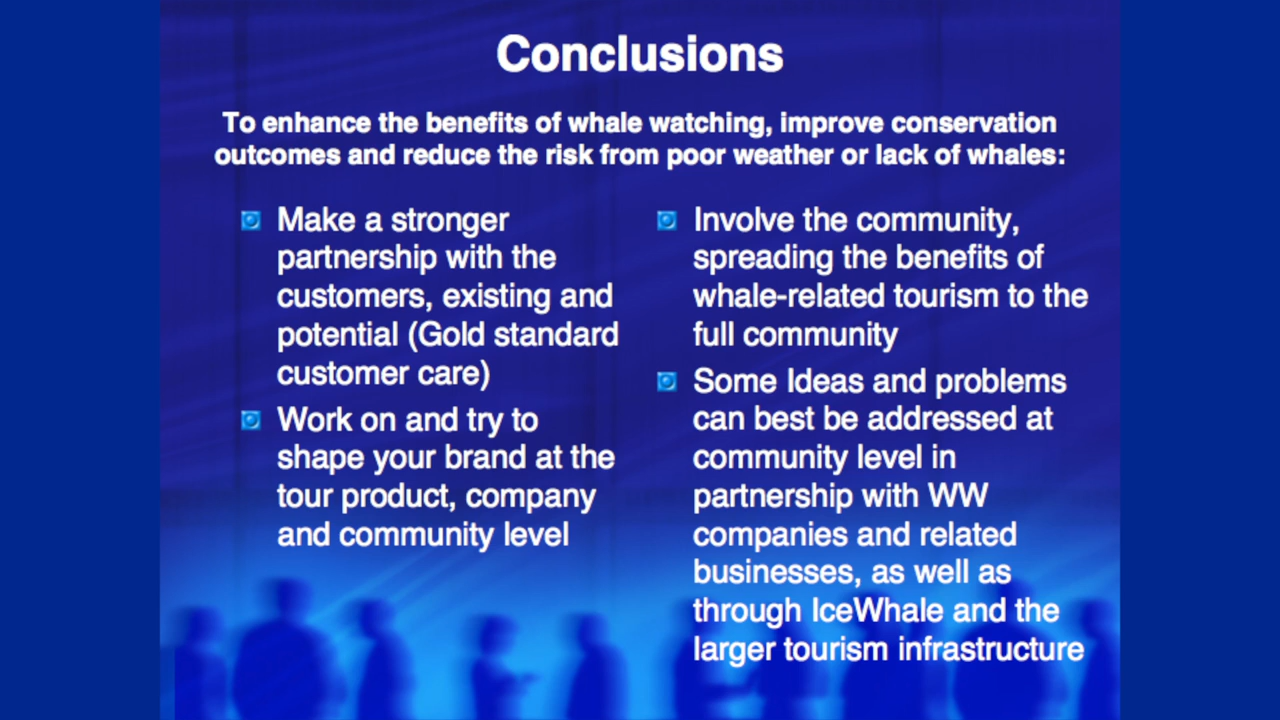 Conclusions
To enhance the benefits of whale watching, improve conservation
outcomes and reduce the risk from poor weather or lack of whales:
Make a stronger
partnership with the
customers, existing and
potential (Gold standard
customer care)
Work on and try to
shape your brand at the
tour product, company
and community level
Involve the community,
spreading the benefits of
whale-related tourism to the
full community
Some Ideas and problems
can best be addressed at
community level in
partnership with WW
companies and related
businesses, as well as
through IceWhale and the
larger tourism infrastructure